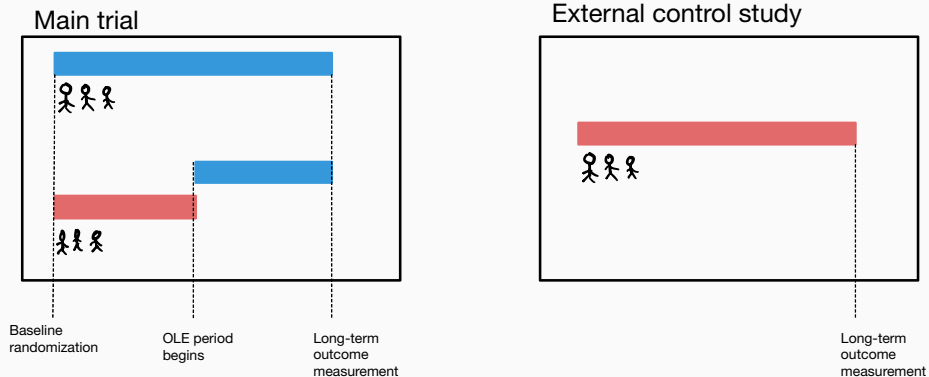 Main trial
External control study
Baseline
randomization
OLE period
begins
Long-term
outcome
measurement
Long-term
outcome
measurement